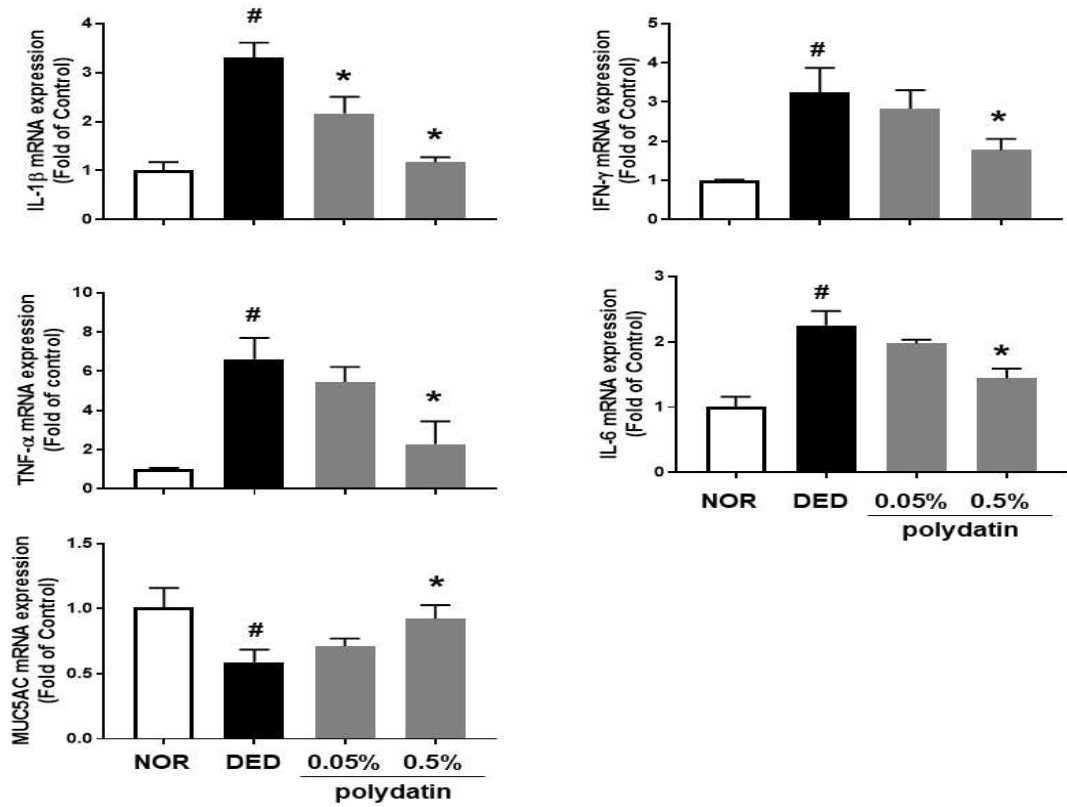 IL-1β mRNA expression
(Fold of Control)
4
3
2
1
0
#
*
*
IFN-γ mRNA expression
(Fold of Control)
5
4
3
2
1
0
#
*
TNF-α mRNA expression
(Fold of control)
10
8
6
4
2
0
#
*
IL-6 mRNA expression
(Fold of Control)
3
2
1
0
#
*
NOR DED 0.05% 0.5%
polydatin
MUC5AC mRNA expression
(Fold of Control)
1.5
1.0
0.5
0.0
#
*
NOR DED 0.05% 0.5%
polydatin